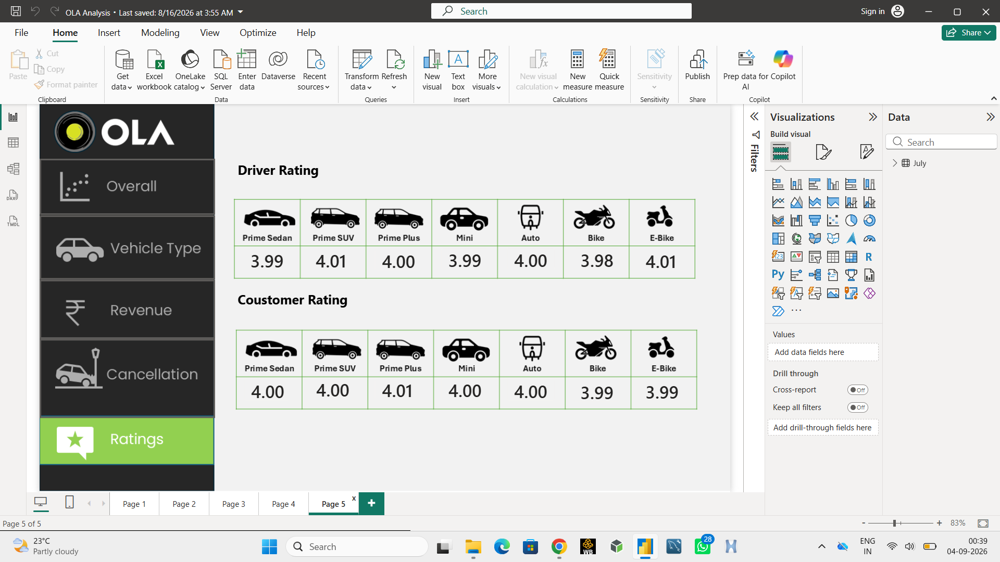 OLA Analysis • Last saved: 8/16/2026 at 3:55 AM
Search
Sign in
File Home Insert Modeling View Optimize Help
Share
Paste
Cut
Copy
Format painter
Clipboard
Get data
Excel workbook
OneLake catalog
SQL Server
Enter data
Dataverse
Recent sources
Data
Transform data
Refresh
Queries
New visual
Text box
More visuals
Insert
New visual calculation
New measure
Quick measure
Calculations
Sensitivity
Sensitivity
Publish
Share
Prep data for AI
Copilot
Copilot
OLA
Overall
Vehicle Type
Revenue
Cancellation
Ratings
Driver Rating
Prime Sedan Prime SUV Prime Plus Mini Auto Bike E-Bike
3.99 4.01 4.00 3.99 4.00 3.98 4.01
Coustomer Rating
Prime Sedan Prime SUV Prime Plus Mini Auto Bike E-Bike
4.00 4.00 4.01 4.00 4.00 3.99 3.99
Filters
Visualizations
Build visual
123
R
Py
Values
Add data fields here
Drill through
Cross-report Off
Keep all filters Off
Add drill-through fields here
Data
Search
July
DAX
TMDL
Page 1 Page 2 Page 3 Page 4 Page 5 x +
Page 5 of 5
- + 83%
23°C
Partly cloudy
Search
WB
28
ENG
IN
00:39
04-09-2026